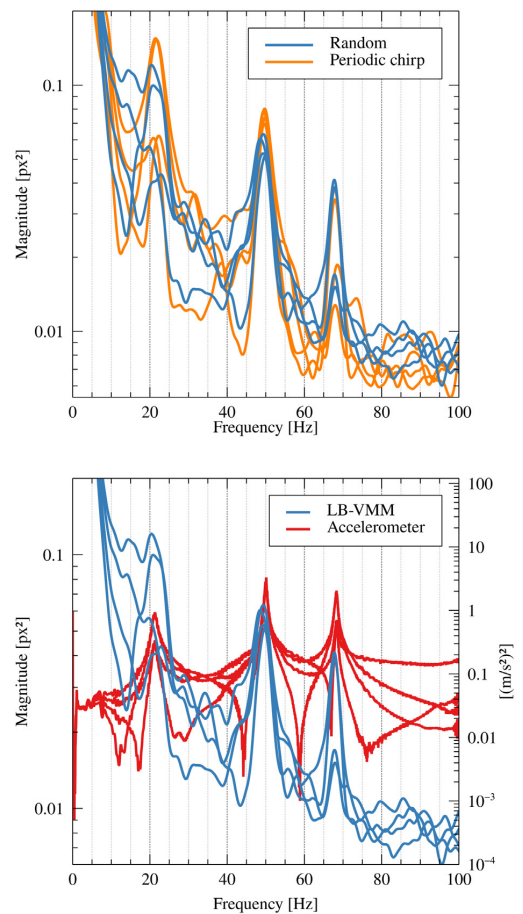 Random
Periodic chirp
0.1
0.01
Magnitude [px²]
0 20 40 60 80 100
Frequency [Hz]
LB-VMM
Accelerometer
0.1
0.01
Magnitude [px²]
100
10
1
0.1
0.01
10⁻³
10⁻⁴
[(m/s²)²]
0 20 40 60 80 100
Frequency [Hz]